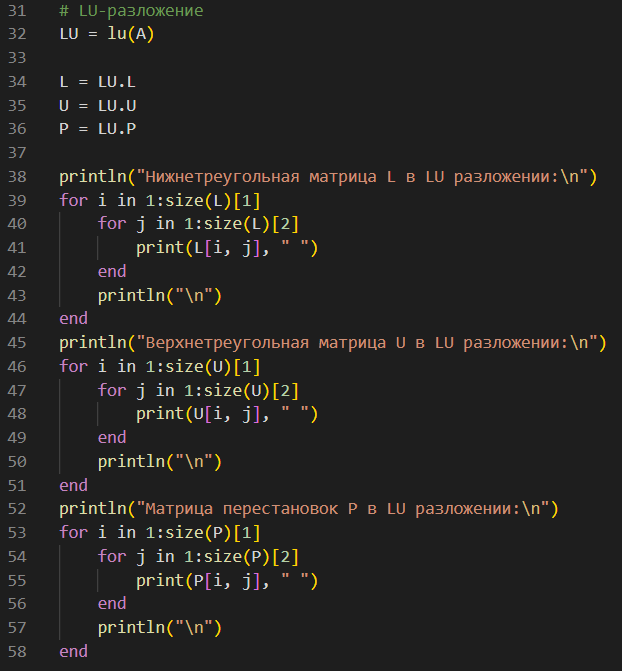 31 # LU-разложение
32 LU = lu(A)
33
34 L = LU.L
35 U = LU.U
36 P = LU.P
37
38 println("Нижнетреугольная матрица L в LU разложении:\n")
39 for i in 1:size(L)[1]
40     for j in 1:size(L)[2]
41         print(L[i, j], " ")
42     end
43     println("\n")
44 end
45 println("Верхнетреугольная матрица U в LU разложении:\n")
46 for i in 1:size(U)[1]
47     for j in 1:size(U)[2]
48         print(U[i, j], " ")
49     end
50     println("\n")
51 end
52 println("Матрица перестановок P в LU разложении:\n")
53 for i in 1:size(P)[1]
54     for j in 1:size(P)[2]
55         print(P[i, j], " ")
56     end
57     println("\n")
58 end